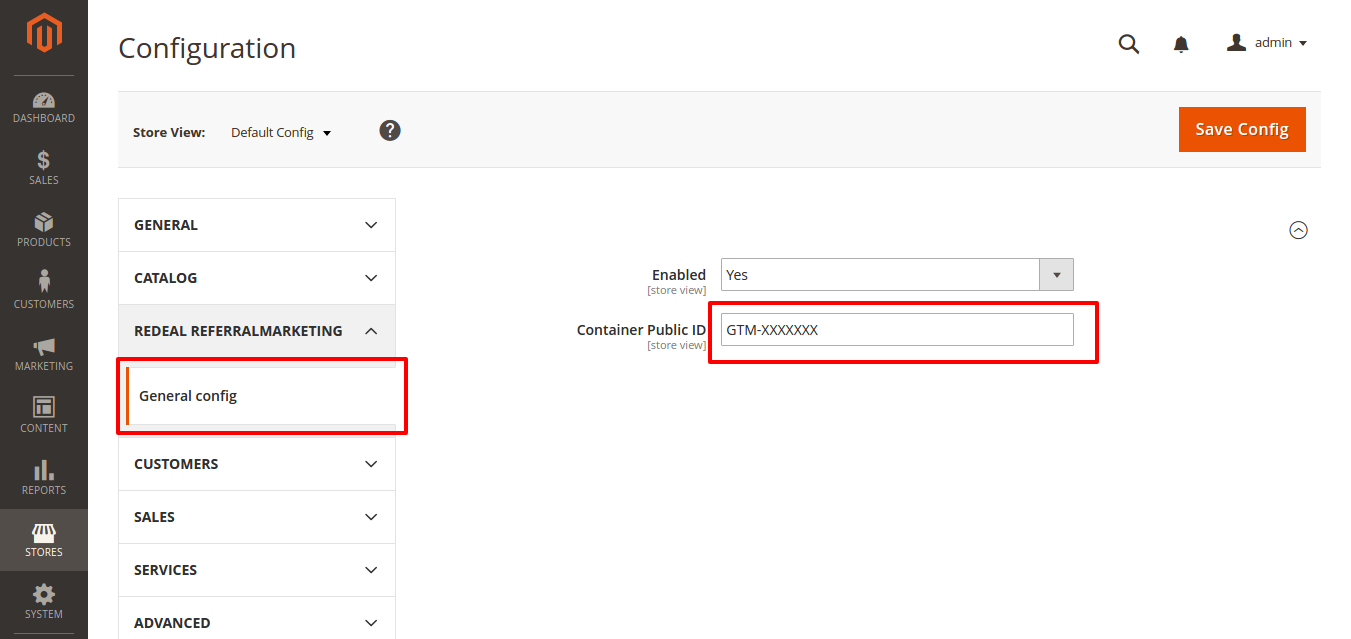 Configuration
admin
Store View: Default Config ?
Save Config
DASHBOARD
$
SALES
PRODUCTS
CUSTOMERS
MARKETING
CONTENT
REPORTS
STORES
SYSTEM
GENERAL
CATALOG
REDEAL REFERRALMARKETING
General config
CUSTOMERS
SALES
SERVICES
ADVANCED
Enabled Yes
[store view]
Container Public ID GTM-XXXXXXX
[store view]